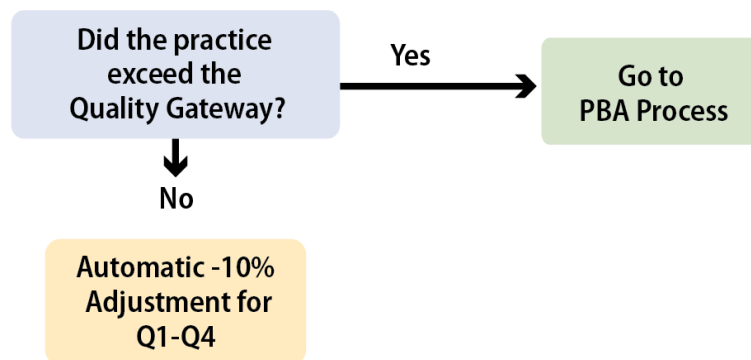 Did the practice
exceed the
Quality Gateway?
Yes
Go to
PBA Process
No
Automatic -10%
Adjustment for
Q1-Q4